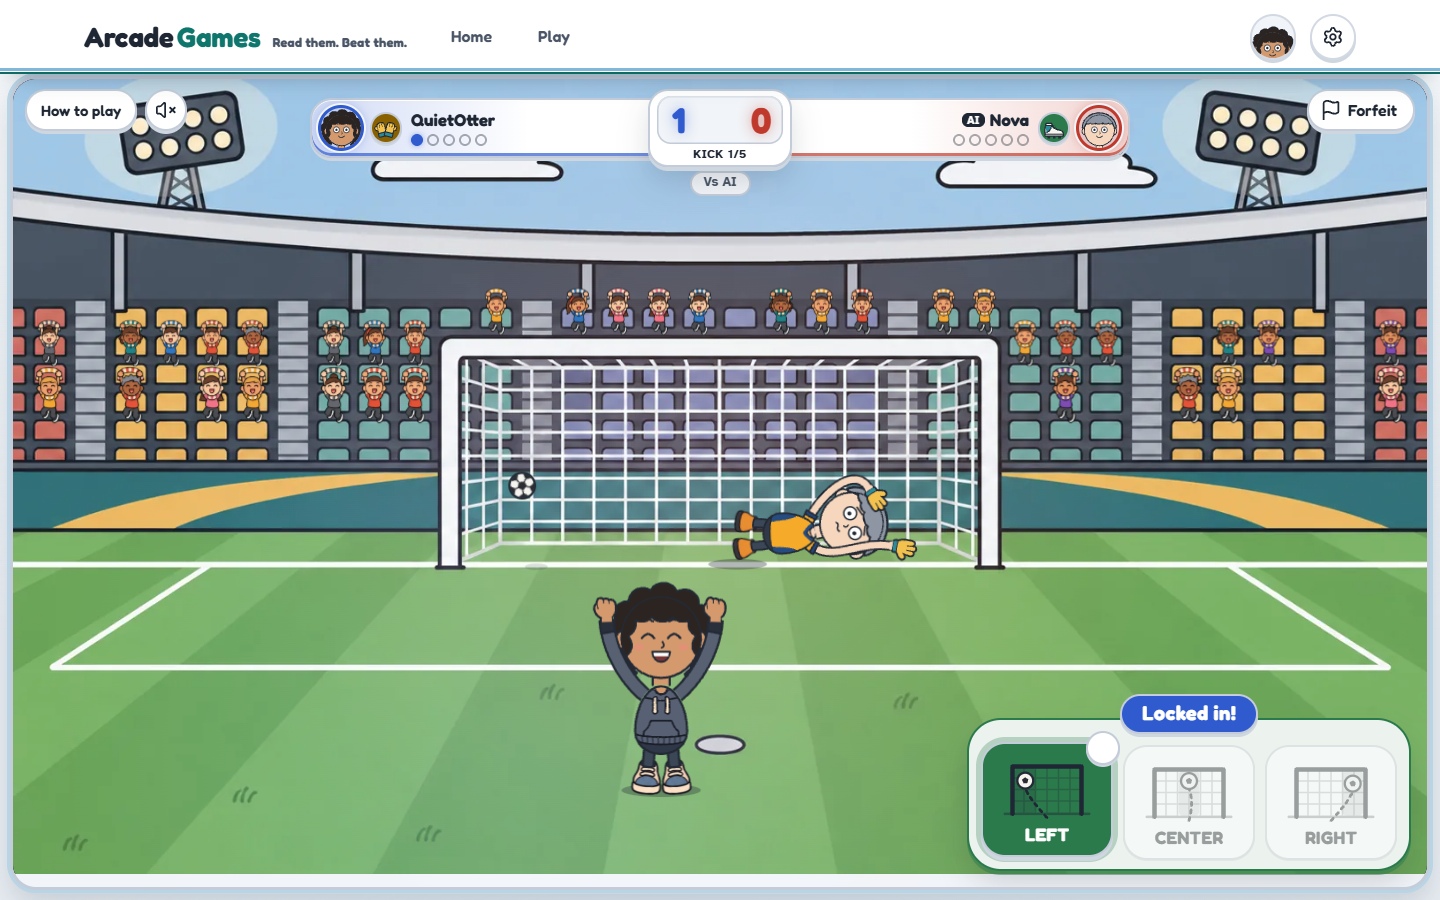 Arcade Games Read them. Beat them. Home Play
How to play
QuietOtter
1 0
KICK 1/5
Vs AI
AI Nova
Forfeit
Locked in!
LEFT CENTER RIGHT